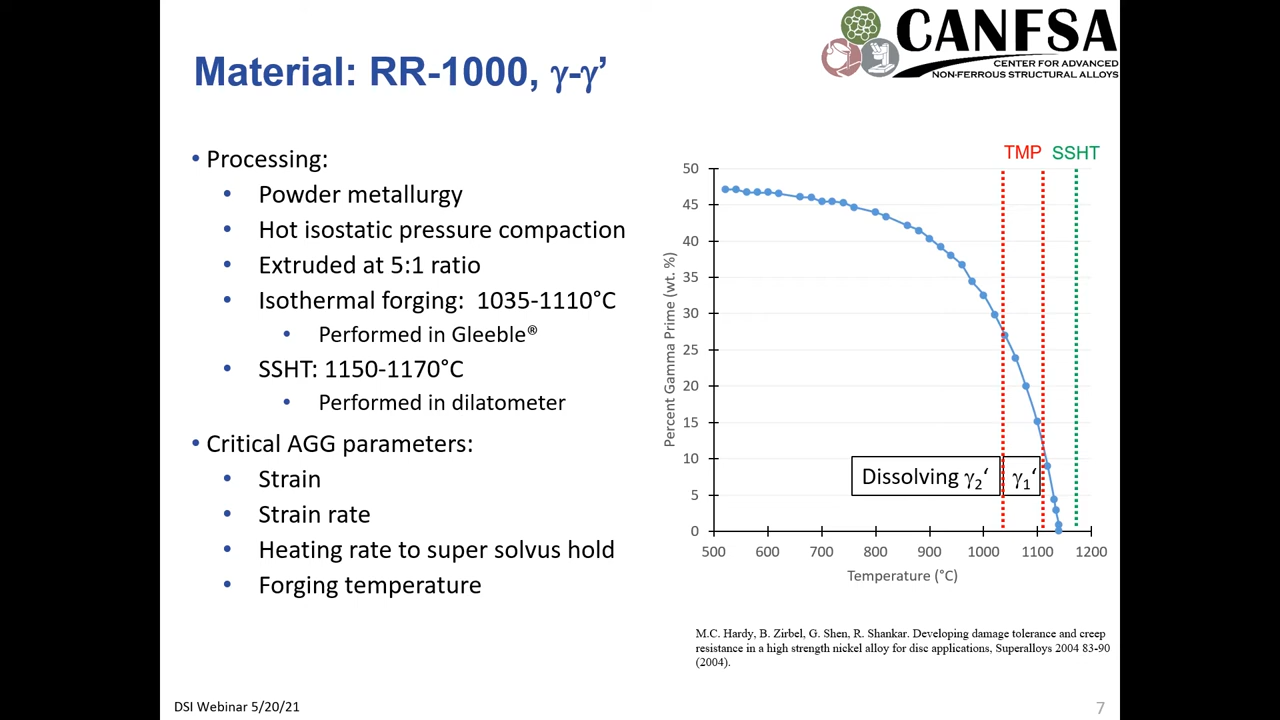 CANFSA
CENTER FOR ADVANCED
NON-FERROUS STRUCTURAL ALLOYS
Material: RR-1000, γ-γ’
• Processing:
• Powder metallurgy
• Hot isostatic pressure compaction
• Extruded at 5:1 ratio
• Isothermal forging: 1035-1110°C
• Performed in Gleeble®
• SSHT: 1150-1170°C
• Performed in dilatometer
• Critical AGG parameters:
• Strain
• Strain rate
• Heating rate to super solvus hold
• Forging temperature
TMP SSHT
50
45
40
35
30
25
20
15
10
5
0
Percent Gamma Prime (wt. %)
Dissolving γ₂‘ γ₁‘
500 600 700 800 900 1000 1100 1200
Temperature (°C)
M.C. Hardy, B. Zirbel, G. Shen, R. Shankar. Developing damage tolerance and creep
resistance in a high strength nickel alloy for disc applications, Superalloys 2004 83-90
(2004).
DSI Webinar 5/20/21
7